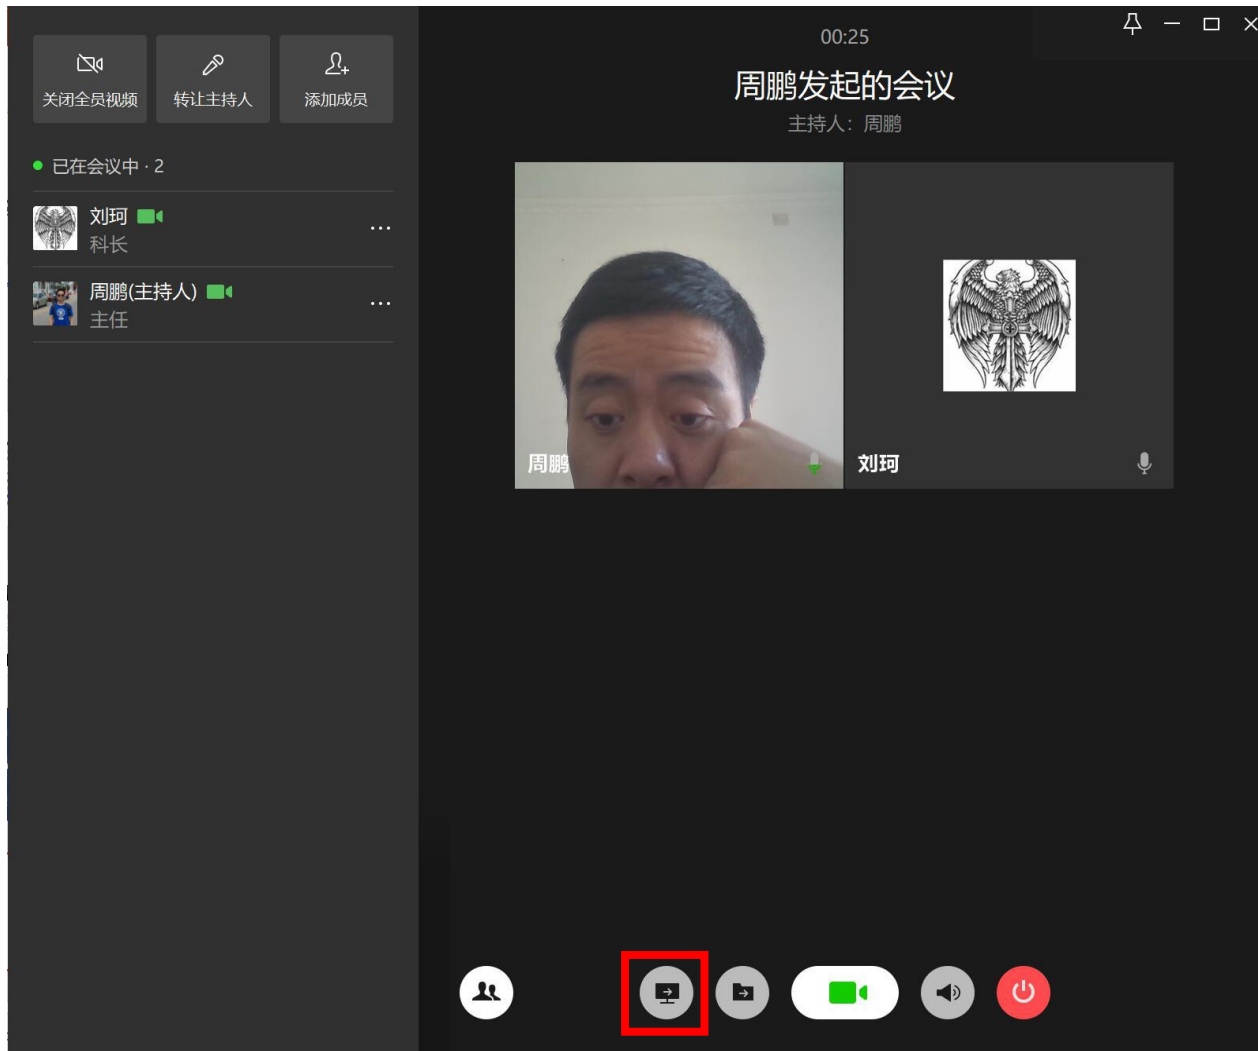 关闭全员视频
转让主持人
添加成员
已在会议中 · 2
刘珂
科长
周鹏(主持人)
主任
00:25
周鹏发起的会议
主持人：周鹏
周鹏
刘珂